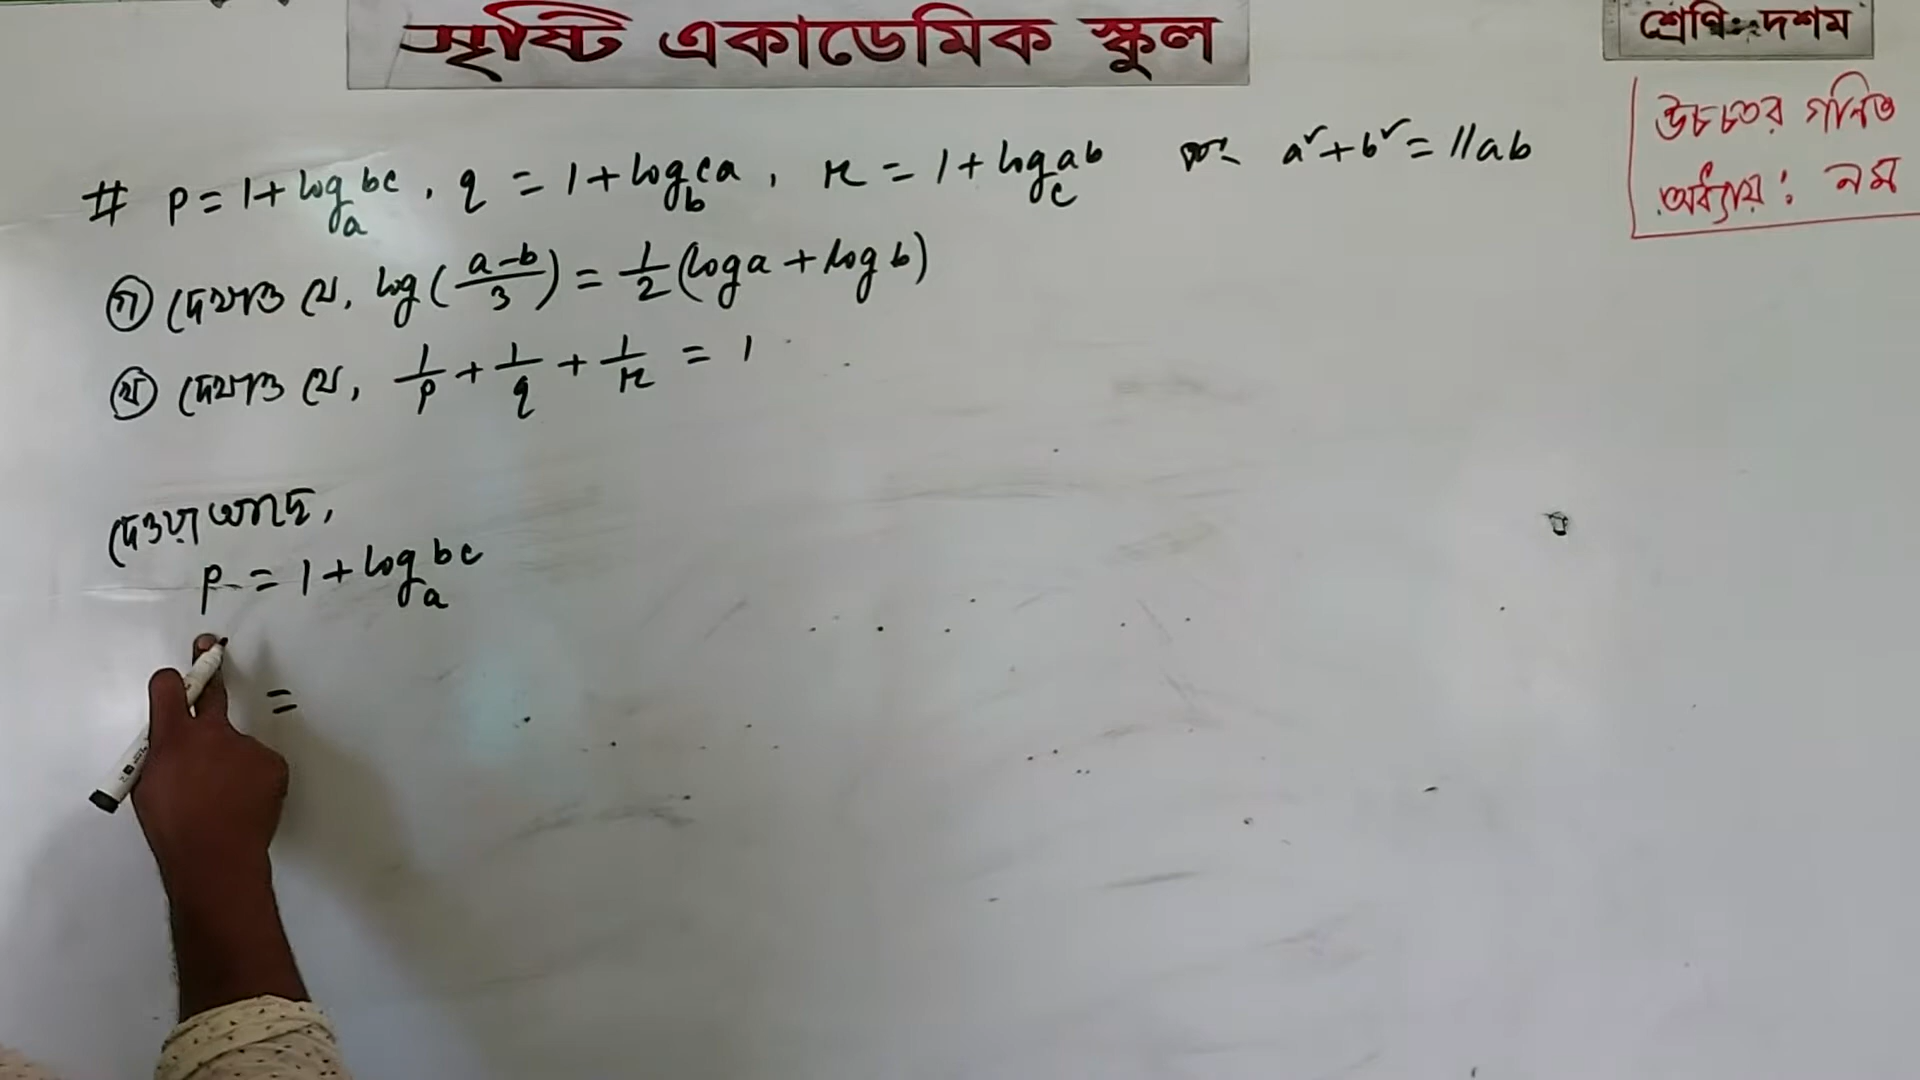 সৃষ্টি একাডেমিক স্কুল
শ্রেণি: দশম
উচ্চতর গণিত
অধ্যায়: নবম
# p = 1 + log_a bc, q = 1 + log_b ca, r = 1 + log_c ab এবং a² + b² = 11ab
(ক) দেখাও যে, log((a-b)/3) = 1/2 (log a + log b)
(খ) দেখাও যে, 1/p + 1/q + 1/r = 1
দেওয়া আছে,
p = 1 + log_a bc
=